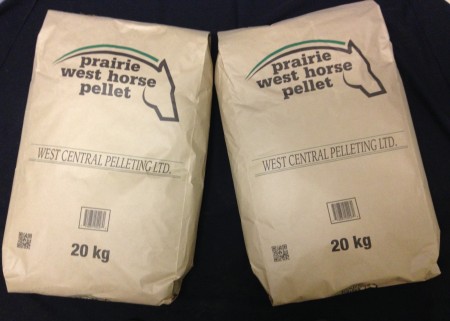 prairie
west horse
pellet
WEST CENTRAL PELLETING LTD.
20 kg
prairie
west horse
pellet
WEST CENTRAL PELLETING LTD.
20 kg